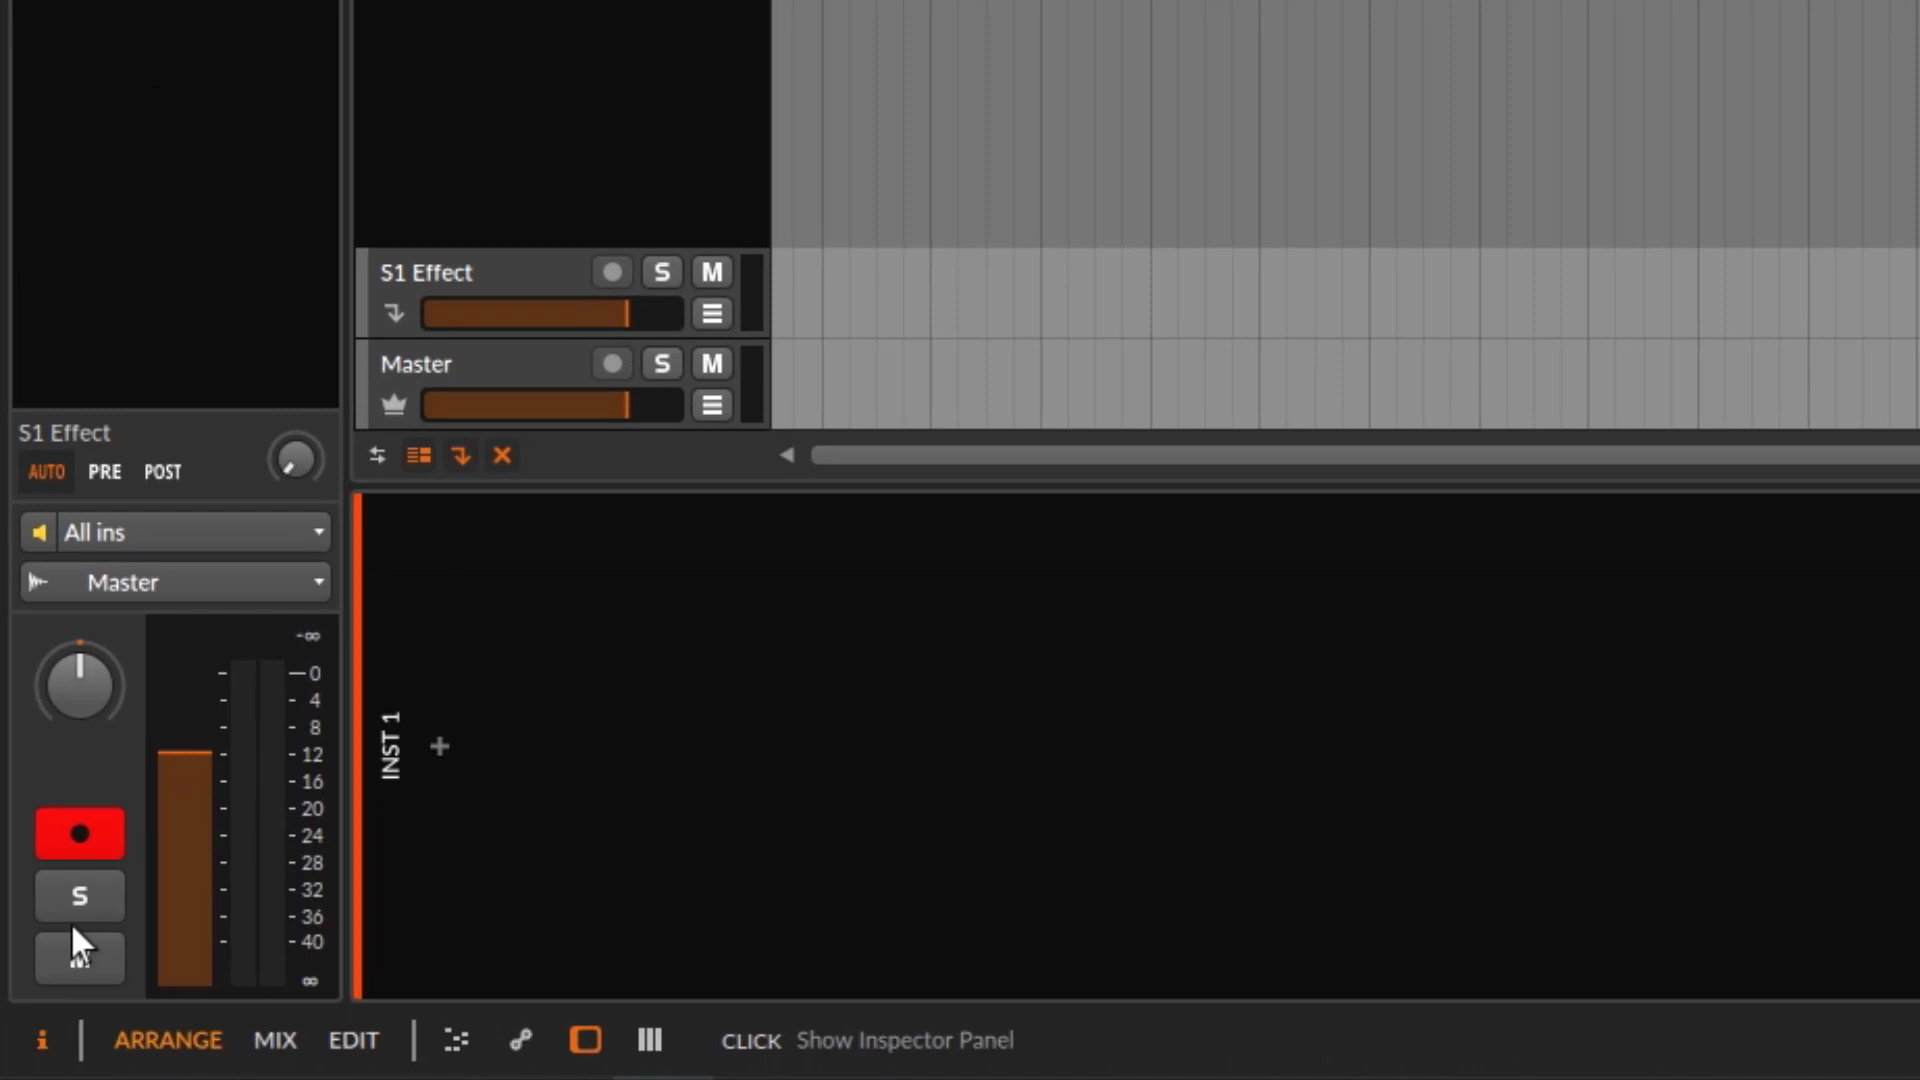 S1 Effect S M
Master S M
S1 Effect
AUTO PRE POST
All ins
Master
-∞
0
4
8
12
16
20
24
28
32
36
40
∞
S
INST 1
i ARRANGE MIX EDIT CLICK Show Inspector Panel